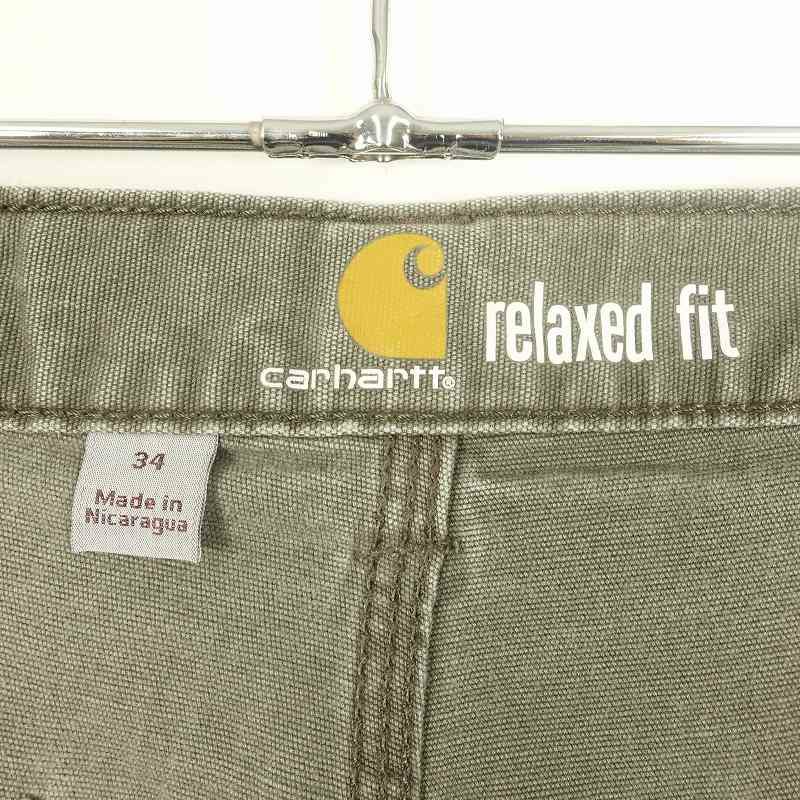 relaxed fit
carhartt®
34
Made in
Nicaragua